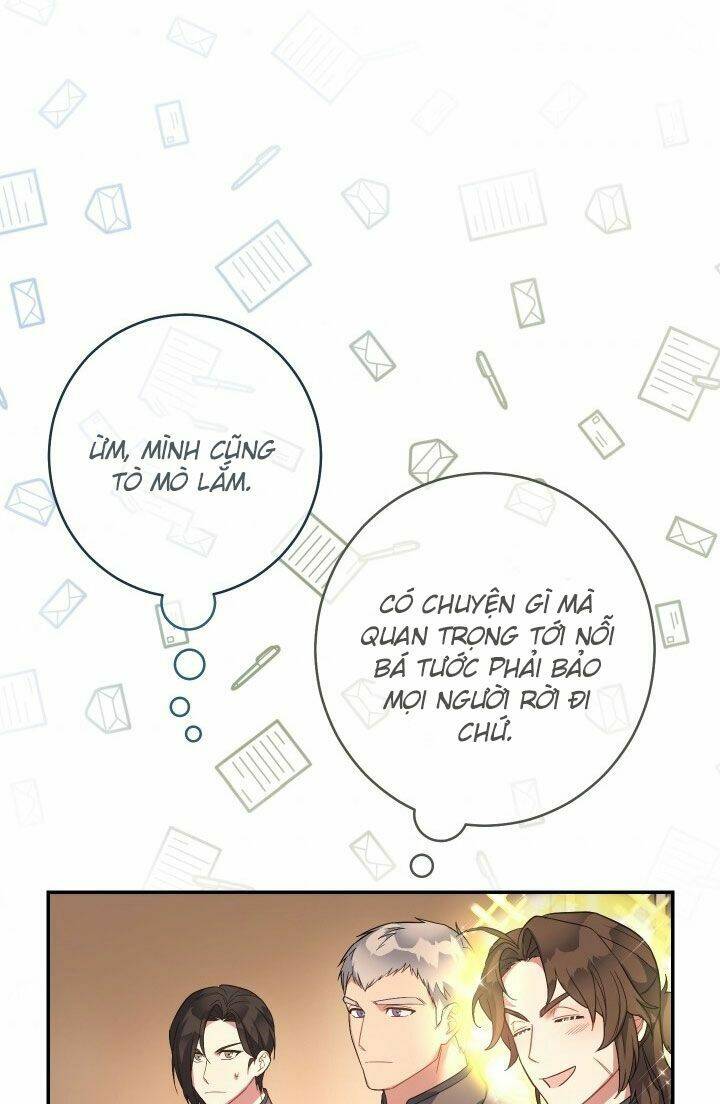 ỪM, MÌNH CŨNG
TÒ MÒ LẮM.
CÓ CHUYỆN GÌ MÀ
QUAN TRỌNG TỚI NỖI
BÁ TƯỚC PHẢI BẢO
MỌI NGƯỜI RỜI ĐI
CHỨ.